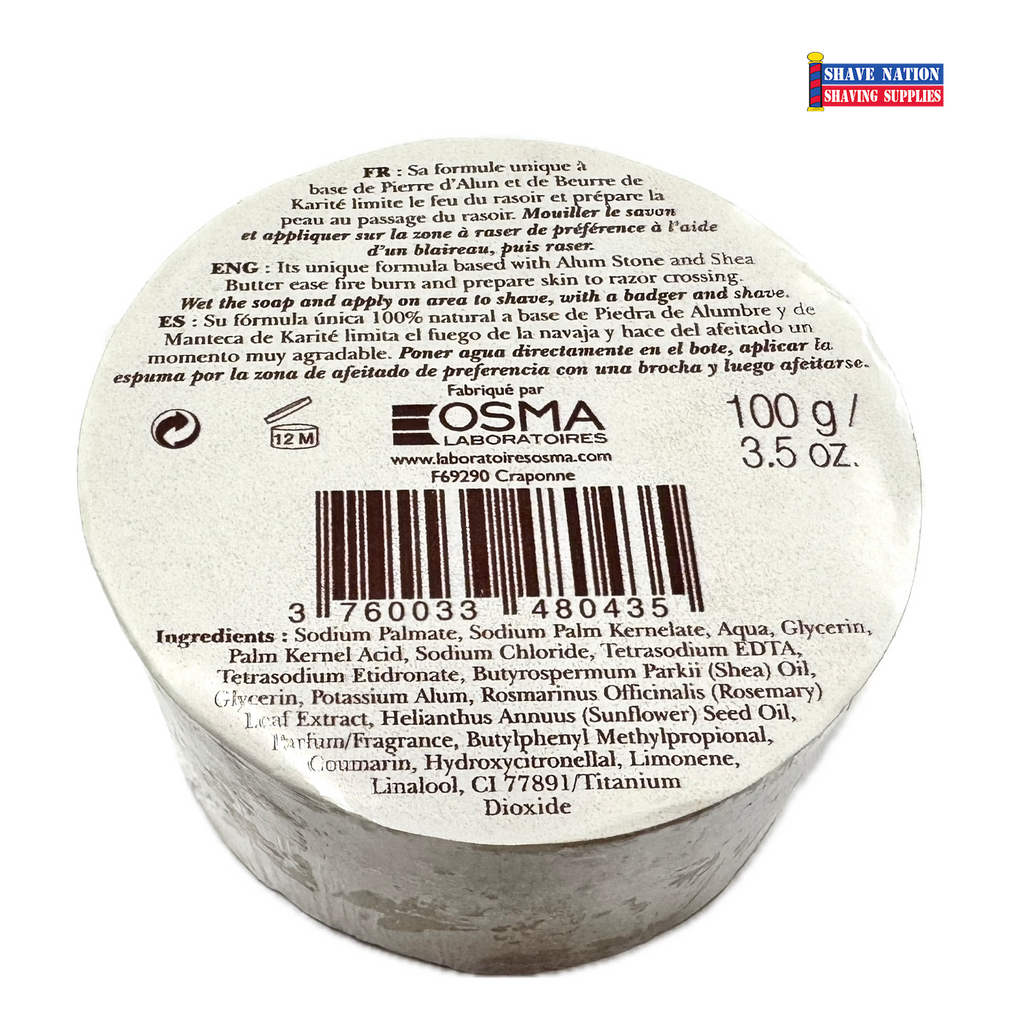 SHAVE NATION
SHAVING SUPPLIES
FR : Sa formule unique à
base de Pierre d'Alun et de Beurre de
Karité limite le feu du rasoir et prépare la
peau au passage du rasoir. Mouiller le savon
et appliquer sur la zone à raser de préférence à l'aide
d'un blaireau, puis raser.
ENG : Its unique formula based with Alum Stone and Shea
Butter ease fire burn and prepare skin to razor crossing.
Wet the soap and apply on area to shave, with a badger and shave.
ES : Su fórmula única 100% natural a base de Piedra de Alumbre y de
Manteca de Karité limita el fuego de la navaja y hace del afeitado un
momento muy agradable. Poner agua directamente en el bote, aplicar la
espuma por la zona de afeitado de preferencia con una brocha y luego afeitarse.
Fabriqué par
OSMA
LABORATOIRES
www.laboratoiresosma.com
F69290 Craponne
12 M
100 g /
3.5 oz.
3 760033 480435
Ingredients : Sodium Palmate, Sodium Palm Kernelate, Aqua, Glycerin,
Palm Kernel Acid, Sodium Chloride, Tetrasodium EDTA,
Tetrasodium Etidronate, Butyrospermum Parkii (Shea) Oil,
Glycerin, Potassium Alum, Rosmarinus Officinalis (Rosemary)
Leaf Extract, Helianthus Annuus (Sunflower) Seed Oil,
Parfum/Fragrance, Butylphenyl Methylpropional,
Coumarin, Hydroxycitronellal, Limonene,
Linalool, CI 77891/Titanium
Dioxide